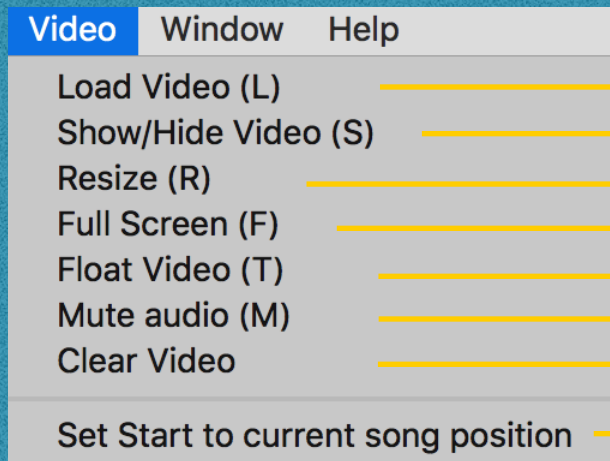 Video Window Help
Load Video (L)
Show/Hide Video (S)
Resize (R)
Full Screen (F)
Float Video (T)
Mute audio (M)
Clear Video
Set Start to current song position